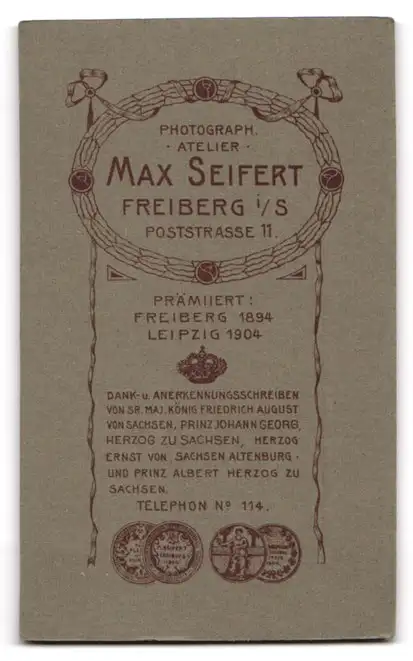 PHOTOGRAPH.
· ATELIER ·
MAX SEIFERT
FREIBERG i/S
POSTSTRASSE 11.
PRÄMIIERT:
FREIBERG 1894
LEIPZIG 1904
DANK- u. ANERKENNUNGSSCHREIBEN
VON SR. MAJ. KÖNIG FRIEDRICH AUGUST
VON SACHSEN, PRINZ JOHANN GEORG,
HERZOG ZU SACHSEN, HERZOG
ERNST VON SACHSEN ALTENBURG
UND PRINZ ALBERT HERZOG ZU
SACHSEN.
TELEPHON No 114.